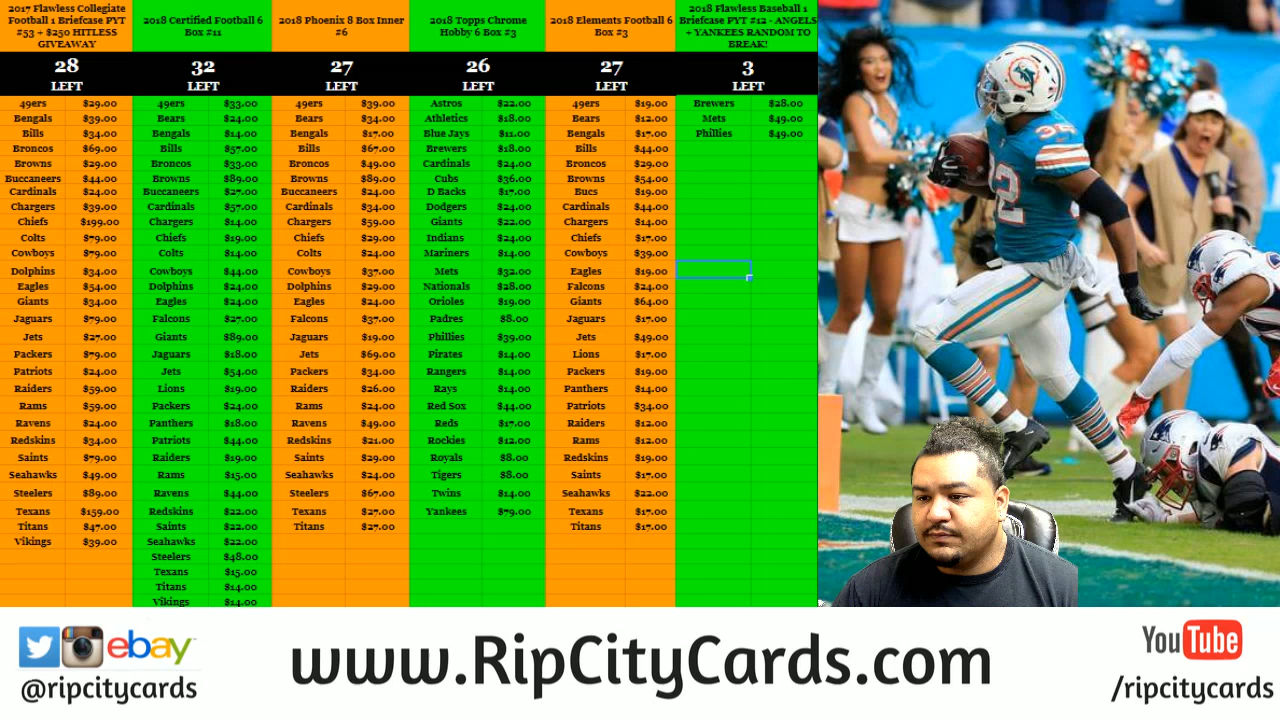 2017 Flawless Collegiate
Football 1 Briefcase PYT
#53 + $250 HITLESS
GIVEAWAY
28
LEFT
49ers $29.00
Bengals $39.00
Bills $34.00
Broncos $69.00
Browns $29.00
Buccaneers $44.00
Cardinals $24.00
Chargers $39.00
Chiefs $199.00
Colts $79.00
Cowboys $79.00
Dolphins $34.00
Eagles $54.00
Giants $34.00
Jaguars $79.00
Jets $27.00
Packers $79.00
Patriots $24.00
Raiders $59.00
Rams $59.00
Ravens $24.00
Redskins $34.00
Saints $79.00
Seahawks $49.00
Steelers $89.00
Texans $159.00
Titans $47.00
Vikings $39.00
2018 Certified Football 6
Box #11
32
LEFT
49ers $33.00
Bears $24.00
Bengals $14.00
Bills $57.00
Broncos $33.00
Browns $89.00
Buccaneers $27.00
Cardinals $57.00
Chargers $14.00
Chiefs $19.00
Colts $14.00
Cowboys $44.00
Dolphins $24.00
Eagles $24.00
Falcons $27.00
Giants $89.00
Jaguars $18.00
Jets $54.00
Lions $19.00
Packers $24.00
Panthers $18.00
Patriots $44.00
Raiders $19.00
Rams $15.00
Ravens $44.00
Redskins $22.00
Saints $22.00
Seahawks $22.00
Steelers $48.00
Texans $15.00
Titans $14.00
Vikings $14.00
2018 Phoenix 8 Box Inner
#6
27
LEFT
49ers $39.00
Bears $34.00
Bengals $17.00
Bills $67.00
Broncos $49.00
Browns $89.00
Buccaneers $24.00
Cardinals $34.00
Chargers $59.00
Chiefs $29.00
Colts $24.00
Cowboys $37.00
Dolphins $29.00
Eagles $24.00
Falcons $37.00
Jaguars $19.00
Jets $69.00
Packers $34.00
Raiders $26.00
Rams $24.00
Ravens $49.00
Redskins $21.00
Saints $29.00
Seahawks $24.00
Steelers $67.00
Texans $27.00
Titans $27.00
2018 Topps Chrome
Hobby 6 Box #3
26
LEFT
Astros $22.00
Athletics $18.00
Blue Jays $11.00
Brewers $18.00
Cardinals $24.00
Cubs $36.00
D Backs $17.00
Dodgers $24.00
Giants $22.00
Indians $24.00
Mariners $14.00
Mets $32.00
Nationals $28.00
Orioles $19.00
Padres $8.00
Phillies $39.00
Pirates $14.00
Rangers $14.00
Rays $14.00
Red Sox $44.00
Reds $17.00
Rockies $12.00
Royals $8.00
Tigers $8.00
Twins $14.00
Yankees $79.00
2018 Elements Football 6
Box #3
27
LEFT
49ers $19.00
Bears $12.00
Bengals $17.00
Bills $44.00
Broncos $29.00
Browns $54.00
Bucs $19.00
Cardinals $44.00
Chargers $14.00
Chiefs $17.00
Cowboys $39.00
Eagles $19.00
Falcons $24.00
Giants $64.00
Jaguars $17.00
Jets $49.00
Lions $17.00
Packers $19.00
Panthers $14.00
Patriots $34.00
Raiders $12.00
Rams $12.00
Redskins $19.00
Saints $17.00
Seahawks $22.00
Texans $17.00
Titans $17.00
2018 Flawless Baseball 1
Briefcase PYT #12 - ANGELS
+ YANKEES RANDOM TO
BREAK!
3
LEFT
Brewers $28.00
Mets $49.00
Phillies $49.00
32
ebay
@ripcitycards
www.RipCityCards.com
YouTube
/ripcitycards